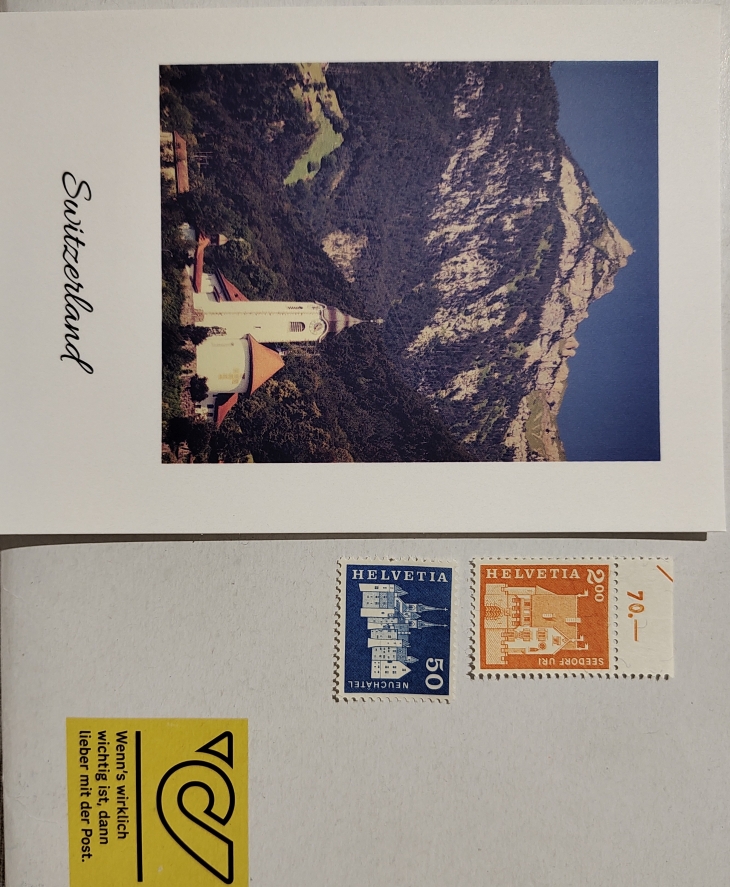 Switzerland
HELVETIA
50
NEUCHATEL
HELVETIA
2.00
SEEDORF URI
70.—
Wenn's wirklich
wichtig ist, dann
lieber mit der Post.